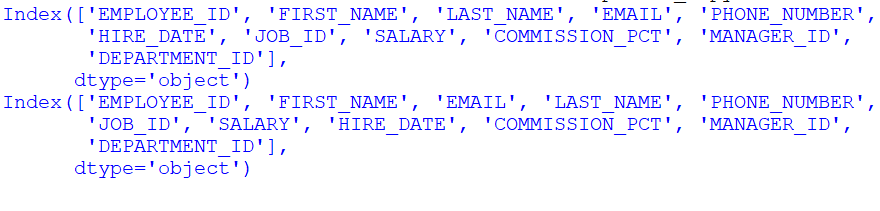 Index(['EMPLOYEE_ID', 'FIRST_NAME', 'LAST_NAME', 'EMAIL', 'PHONE_NUMBER',
'HIRE_DATE', 'JOB_ID', 'SALARY', 'COMMISSION_PCT', 'MANAGER_ID',
'DEPARTMENT_ID'],
dtype='object')
Index(['EMPLOYEE_ID', 'FIRST_NAME', 'EMAIL', 'LAST_NAME', 'PHONE_NUMBER',
'JOB_ID', 'SALARY', 'HIRE_DATE', 'COMMISSION_PCT', 'MANAGER_ID',
'DEPARTMENT_ID'],
dtype='object')